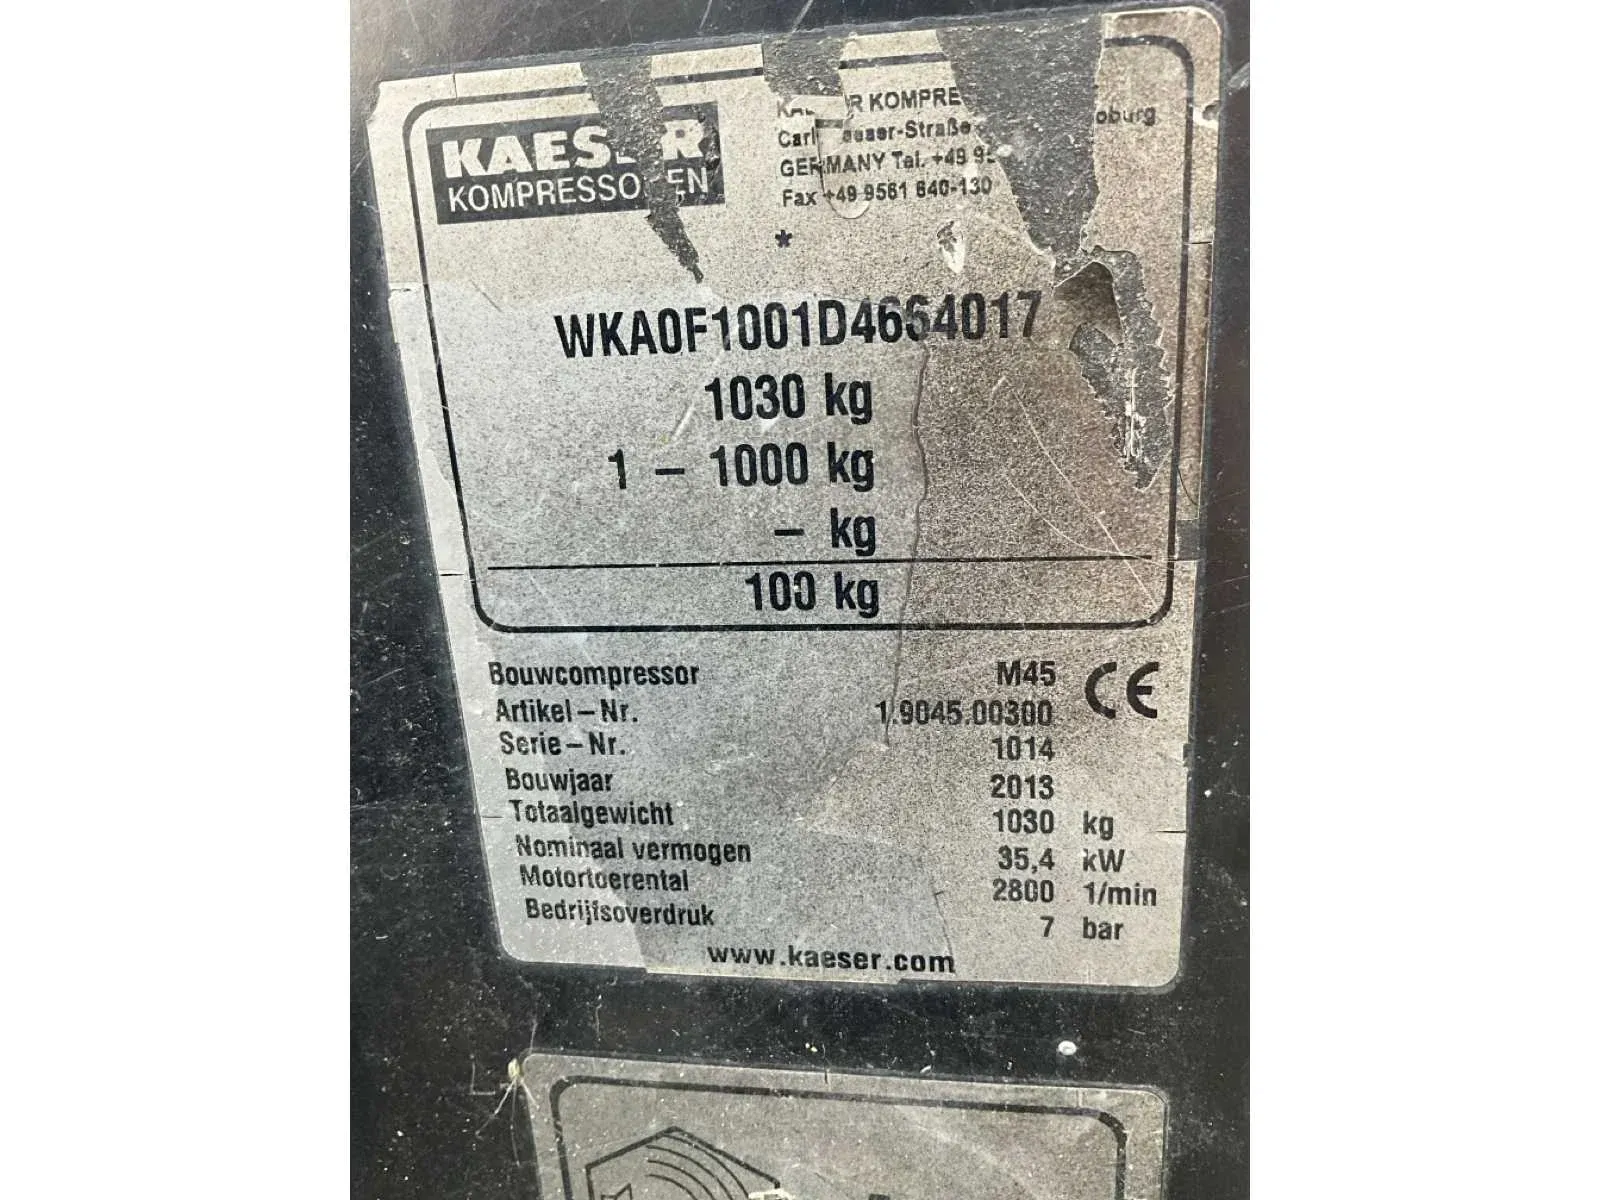 KAESER
KOMPRESSOREN
KOMPRE
GERMANY Tel. +49
Fax +49 9561 640-130
*
WKA0F1001D4664017
1030 kg
1 – 1000 kg
– kg
100 kg
Bouwcompressor M45 CE
Artikel–Nr. 1.9045.00300
Serie–Nr. 1014
Bouwjaar 2013
Totaalgewicht 1030 kg
Nominaal vermogen 35,4 kW
Motortoerental 2800 1/min
Bedrijfsoverdruk 7 bar
www.kaeser.com